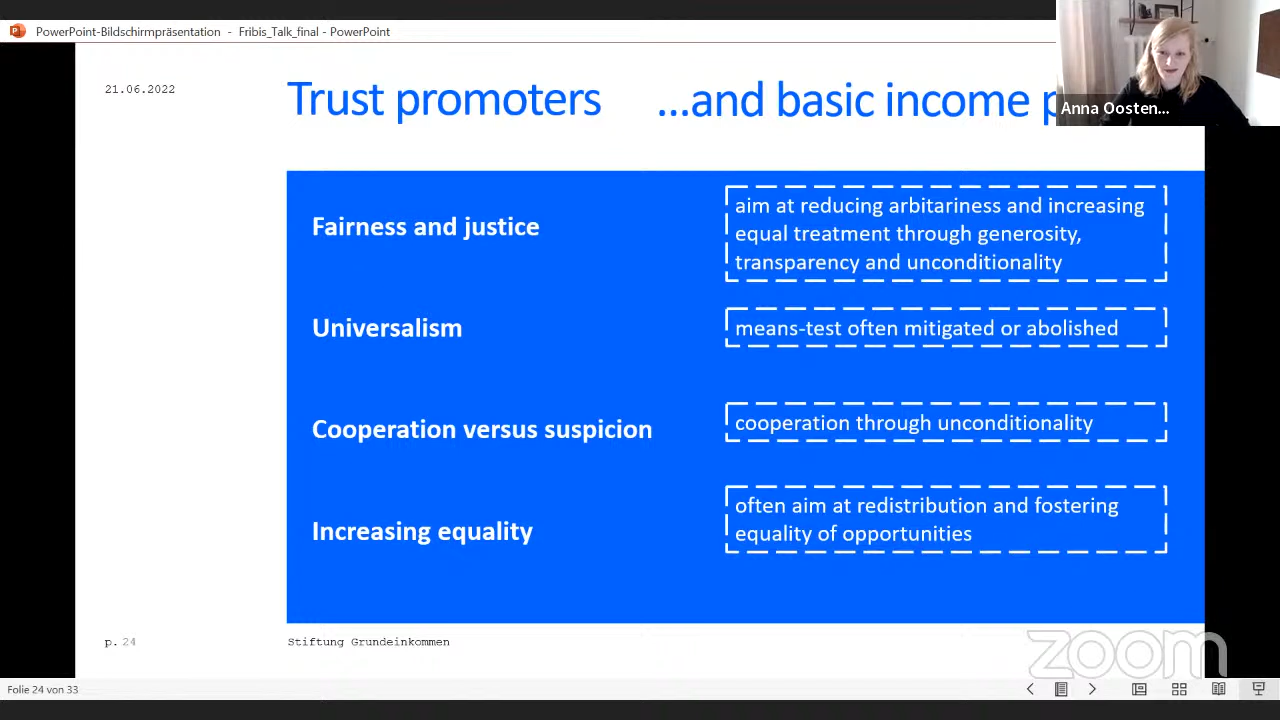 PowerPoint-Bildschirmpräsentation - Fribis_Talk_final - PowerPoint
Anna Oosten...
21.06.2022
Trust promoters ...and basic income
Fairness and justice
aim at reducing arbitariness and increasing
equal treatment through generosity,
transparency and unconditionality
Universalism
means-test often mitigated or abolished
Cooperation versus suspicion
cooperation through unconditionality
Increasing equality
often aim at redistribution and fostering
equality of opportunities
p. 24
Stiftung Grundeinkommen
zoom
Folie 24 von 33